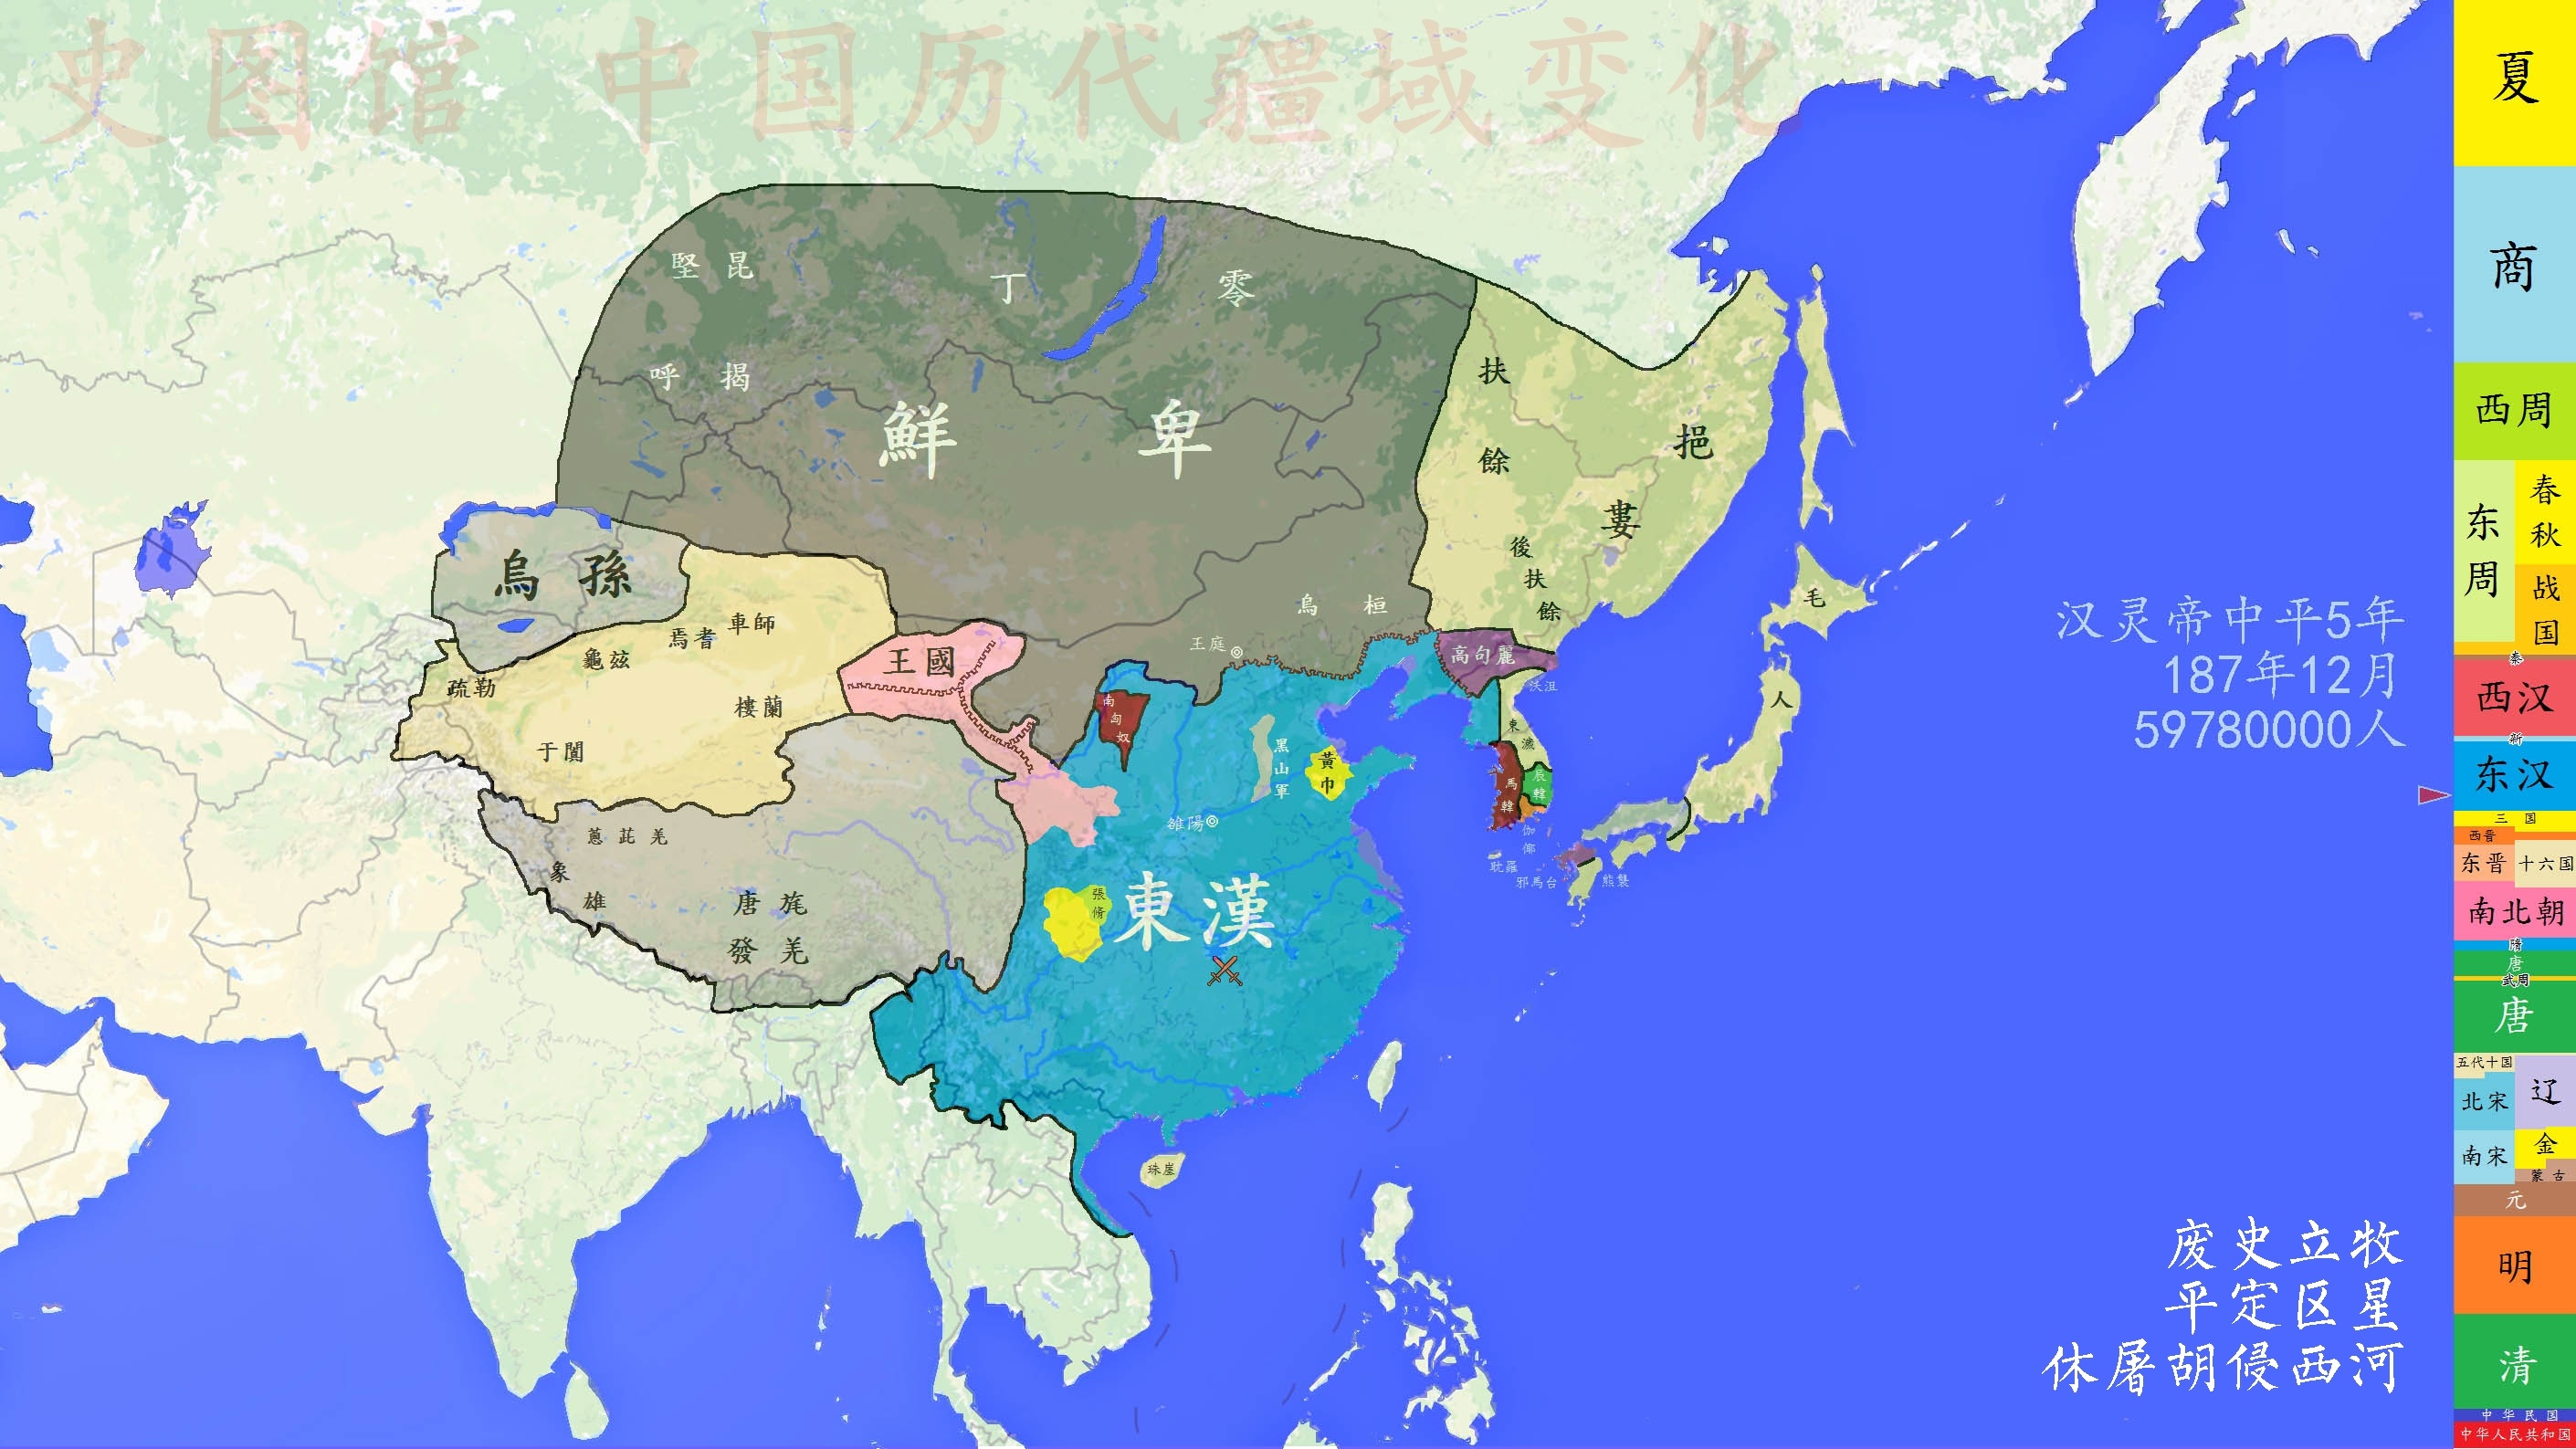 史图馆 中国历代疆域变化
堅昆
丁零
呼揭
鮮卑
扶餘
挹婁
後扶餘
烏孫
烏桓
王庭
車師
焉耆
龜玆
疏勒
樓蘭
于闐
王國
高句麗
沃沮
東濊
南匈奴
黑山軍
黃巾
馬韓
辰韓
伽倻
耽羅
邪馬台
熊襲
毛人
雒陽
蔥茈羌
象雄
唐旄
發羌
張脩
東漢
珠崖
汉灵帝中平5年
187年12月
59780000人
废史立牧
平定区星
休屠胡侵西河
夏
商
西周
东周
春秋
战国
秦
西汉
新
东汉
三国
西晋
东晋
十六国
南北朝
隋
唐
武周
唐
五代十国
辽
北宋
南宋
金
蒙古
元
明
清
中华民国
中华人民共和国